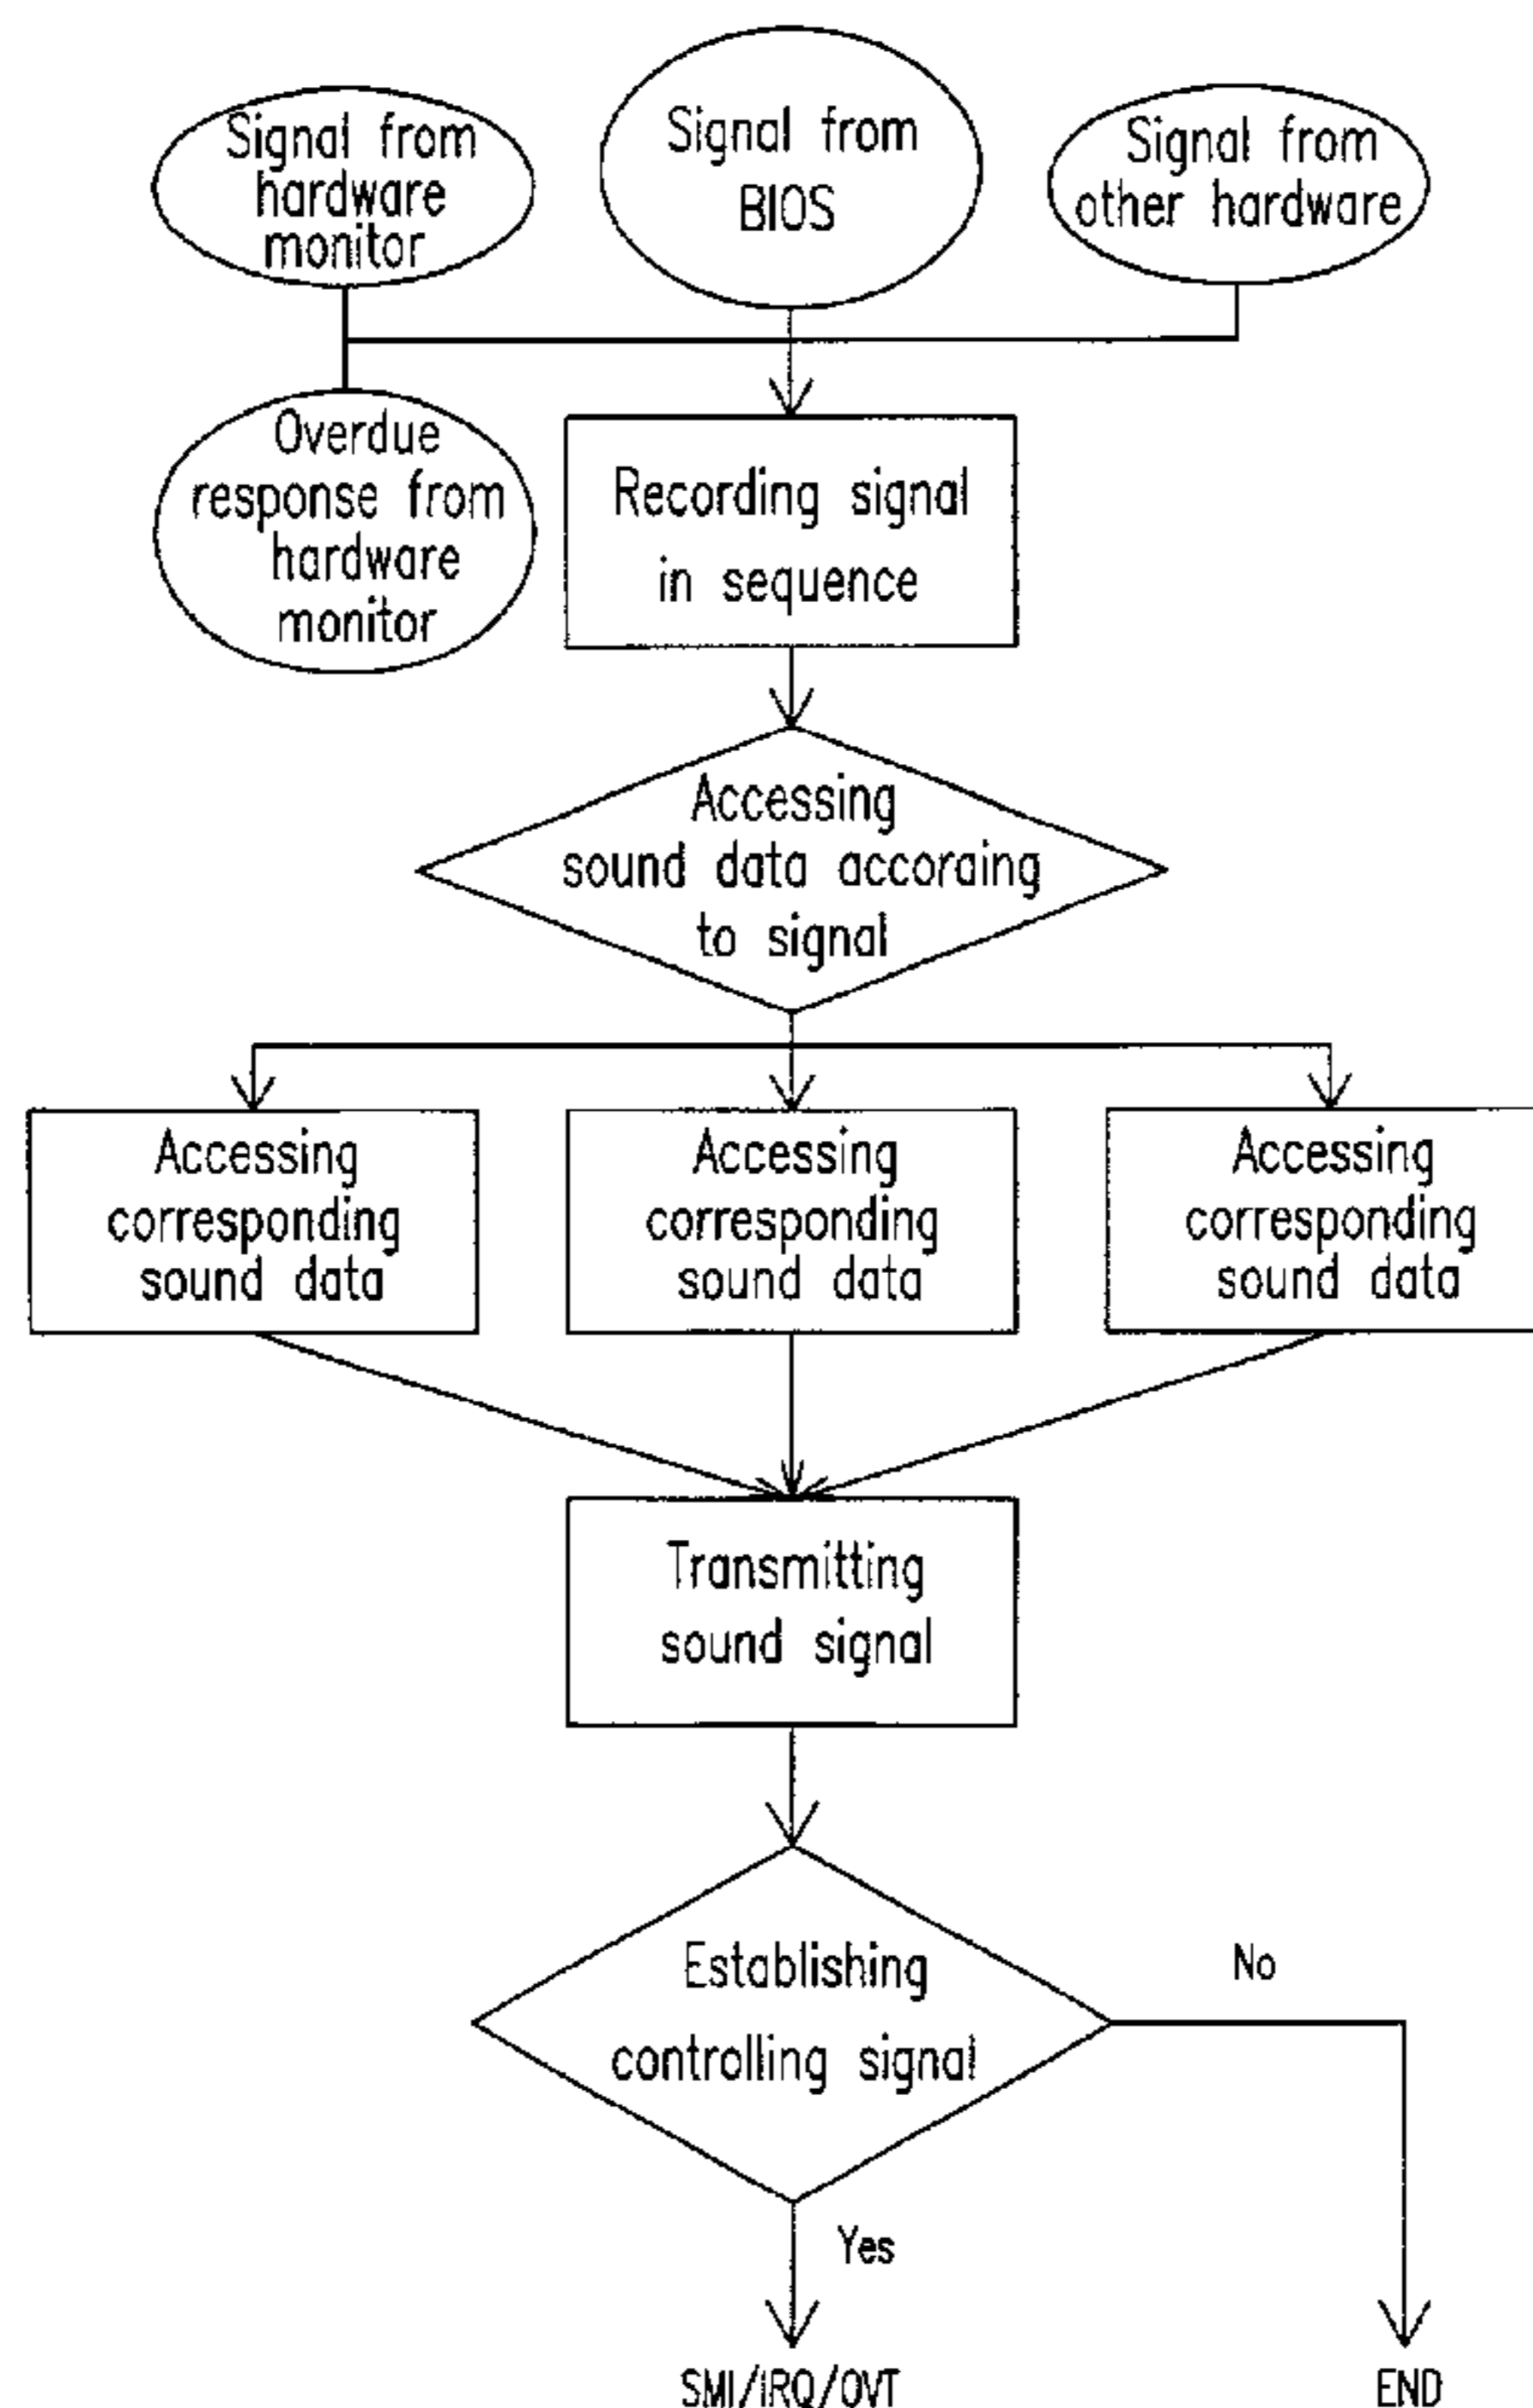 Signal from
hardware
monitor
Signal from
BIOS
Signal from
other hardware
Overdue
response from
hardware
monitor
Recording signal
in sequence
Accessing
sound data accoraing
to signal
Accessing
corresponding
sound data
Accessing
corresponding
sound data
Accessing
corresponding
sound data
Transmitting
sound signal
Establishing
controlling signal
No
Yes
SMI/IRQ/OVT
END